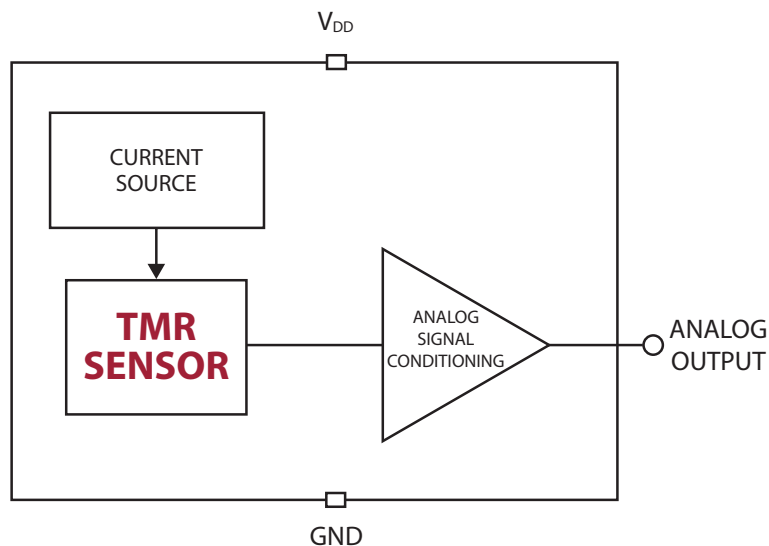 VDD
CURRENT
SOURCE
TMR
SENSOR
ANALOG
SIGNAL
CONDITIONING
ANALOG
OUTPUT
GND